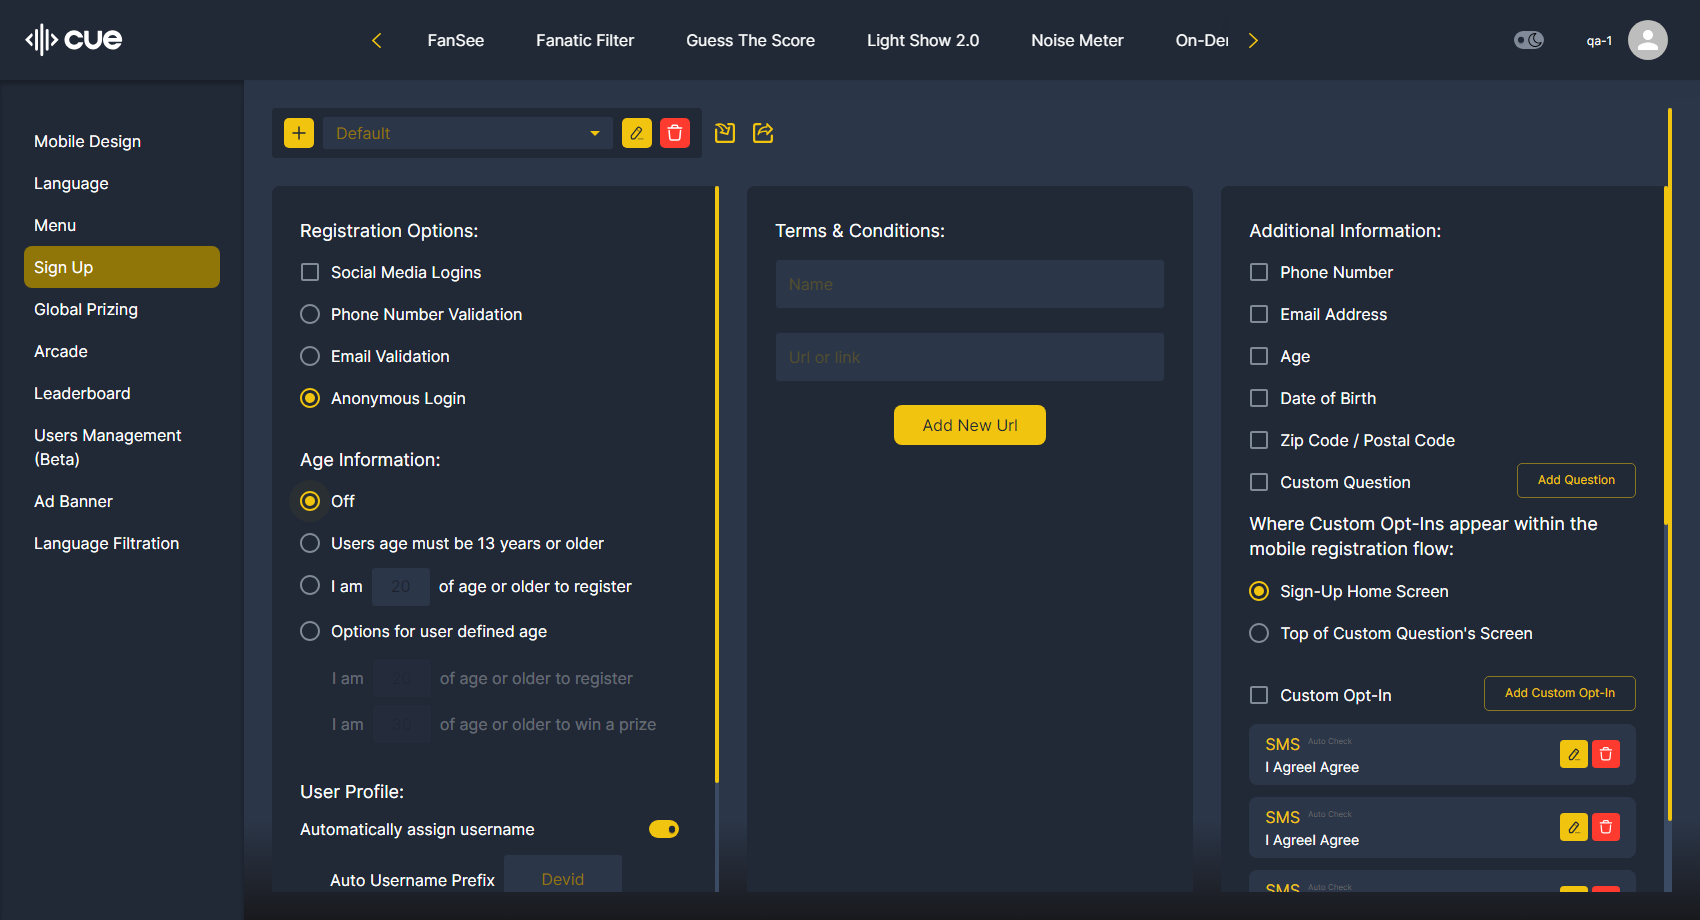 cue
FanSee
Fanatic Filter
Guess The Score
Light Show 2.0
Noise Meter
On-Der
qa-1
Mobile Design
Language
Menu
Sign Up
Global Prizing
Arcade
Leaderboard
Users Management
(Beta)
Ad Banner
Language Filtration
Default
Registration Options:
Social Media Logins
Phone Number Validation
Email Validation
Anonymous Login
Age Information:
Off
Users age must be 13 years or older
I am 20 of age or older to register
Options for user defined age
I am 20 of age or older to register
I am of age or older to win a prize
User Profile:
Automatically assign username
Auto Username Prefix Devid
Terms & Conditions:
Name
Url or link
Add New Url
Additional Information:
Phone Number
Email Address
Age
Date of Birth
Zip Code / Postal Code
Custom Question
Add Question
Where Custom Opt-Ins appear within the
mobile registration flow:
Sign-Up Home Screen
Top of Custom Question's Screen
Custom Opt-In
Add Custom Opt-In
SMS Auto Check
I AgreeI Agree
SMS Auto Check
I AgreeI Agree
SMS Auto Check